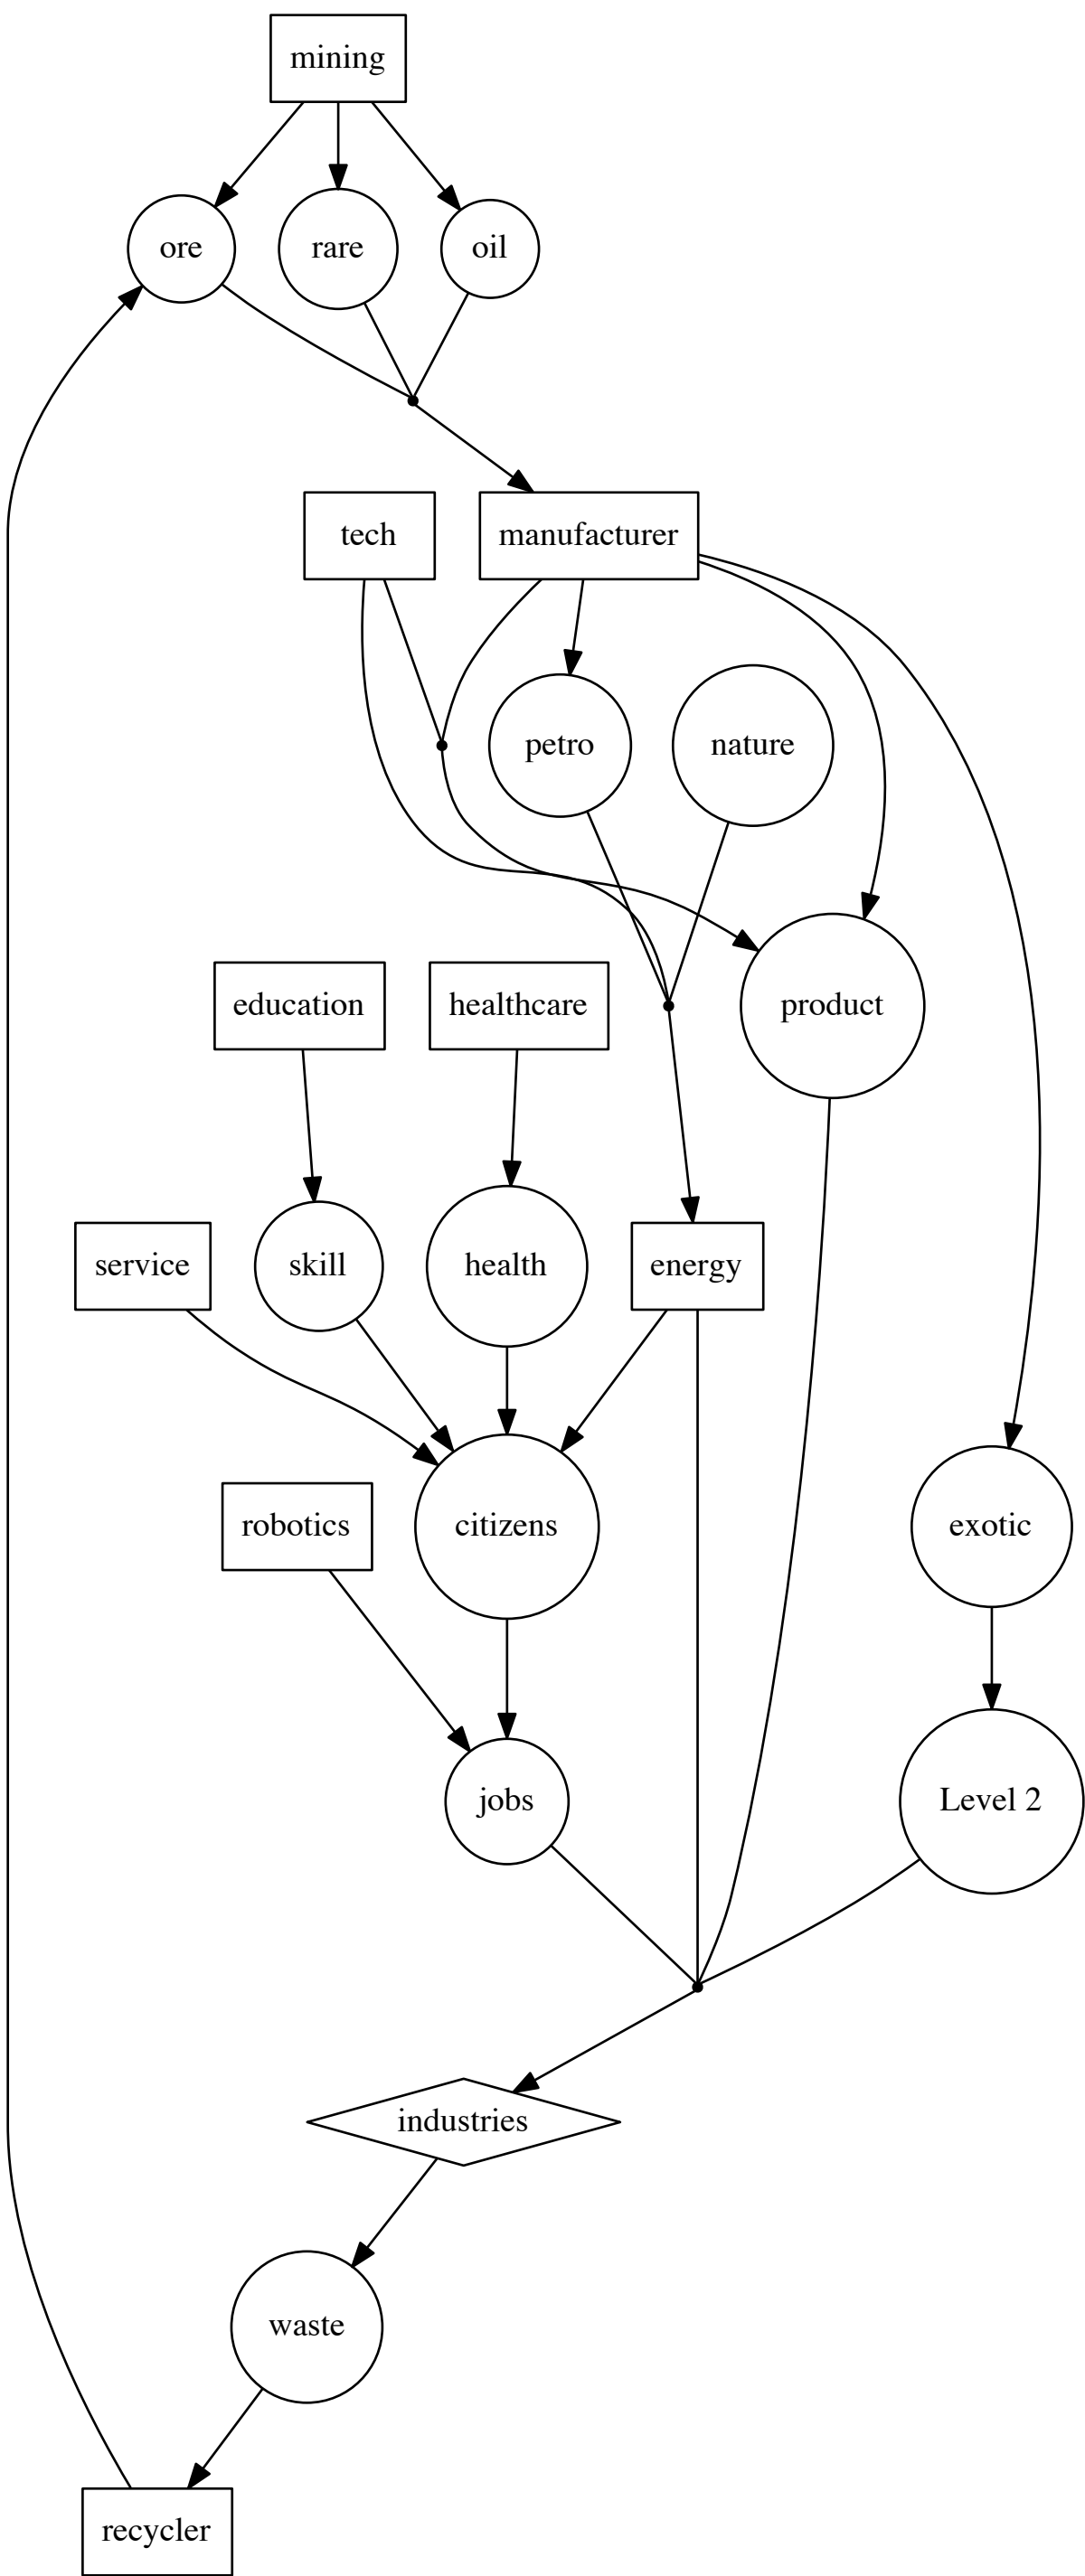 mining
ore
rare
oil
tech
manufacturer
petro
nature
education
healthcare
product
service
skill
health
energy
robotics
citizens
exotic
jobs
Level 2
industries
waste
recycler